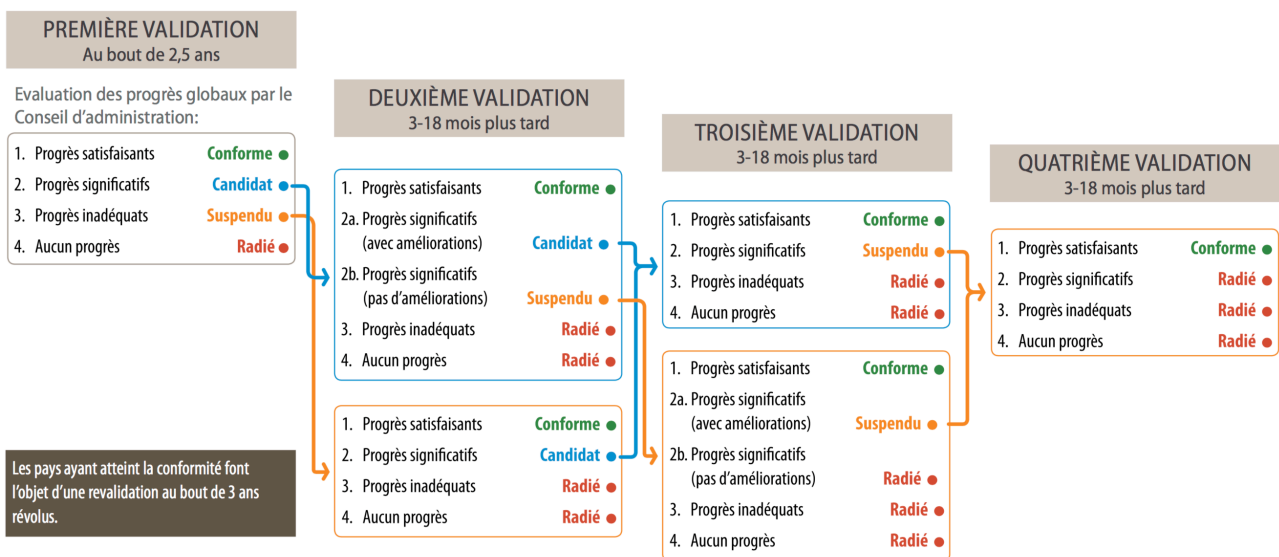 PREMIÈRE VALIDATION
Au bout de 2,5 ans
Evaluation des progrès globaux par le
Conseil d’administration:
1. Progrès satisfaisants Conforme
2. Progrès significatifs Candidat
3. Progrès inadéquats Suspendu
4. Aucun progrès Radié
Les pays ayant atteint la conformité font
l’objet d’une revalidation au bout de 3 ans
révolus.
DEUXIÈME VALIDATION
3-18 mois plus tard
1. Progrès satisfaisants Conforme
2a. Progrès significatifs
(avec améliorations) Candidat
2b. Progrès significatifs
(pas d’améliorations) Suspendu
3. Progrès inadéquats Radié
4. Aucun progrès Radié
1. Progrès satisfaisants Conforme
2. Progrès significatifs Candidat
3. Progrès inadéquats Radié
4. Aucun progrès Radié
TROISIÈME VALIDATION
3-18 mois plus tard
1. Progrès satisfaisants Conforme
2. Progrès significatifs Suspendu
3. Progrès inadéquats Radié
4. Aucun progrès Radié
1. Progrès satisfaisants Conforme
2a. Progrès significatifs
(avec améliorations) Suspendu
2b. Progrès significatifs
(pas d’améliorations) Radié
3. Progrès inadéquats Radié
4. Aucun progrès Radié
QUATRIÈME VALIDATION
3-18 mois plus tard
1. Progrès satisfaisants Conforme
2. Progrès significatifs Radié
3. Progrès inadéquats Radié
4. Aucun progrès Radié